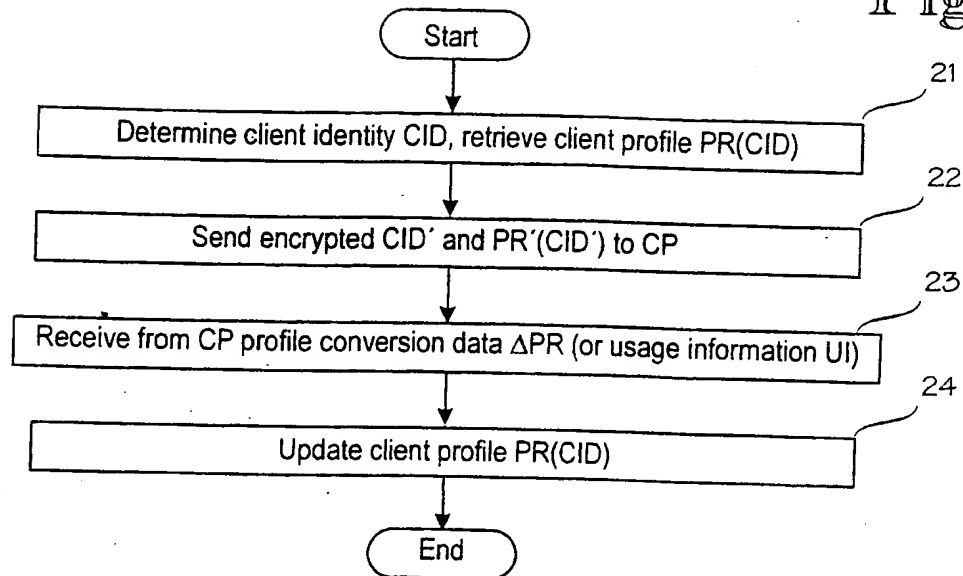 Fig
Start
21
Determine client identity CID, retrieve client profile PR(CID)
22
Send encrypted CID´ and PR´(CID´) to CP
23
Receive from CP profile conversion data ΔPR (or usage information UI)
24
Update client profile PR(CID)
End